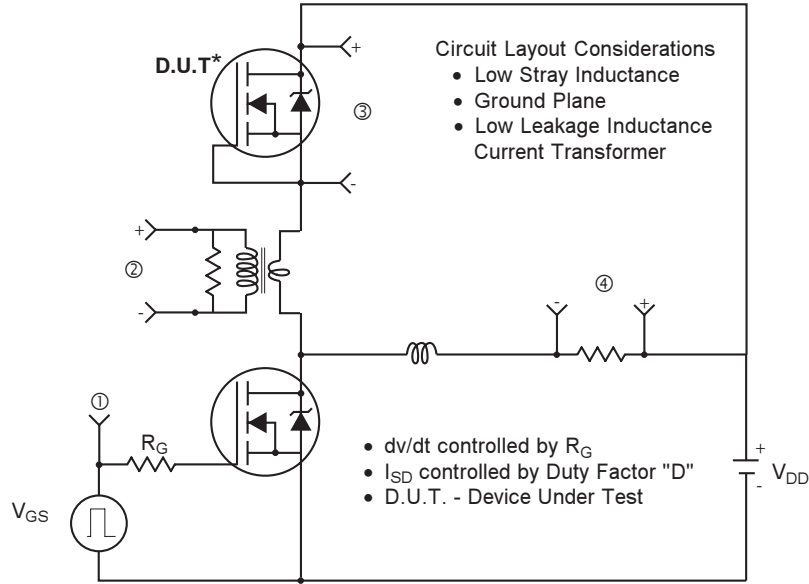 +
D.U.T*
③
-
Circuit Layout Considerations
• Low Stray Inductance
• Ground Plane
• Low Leakage Inductance
Current Transformer
+
②
-
④
- +
①
R_G
V_GS
• dv/dt controlled by R_G
• I_SD controlled by Duty Factor "D"
• D.U.T. - Device Under Test
+
V_DD
-